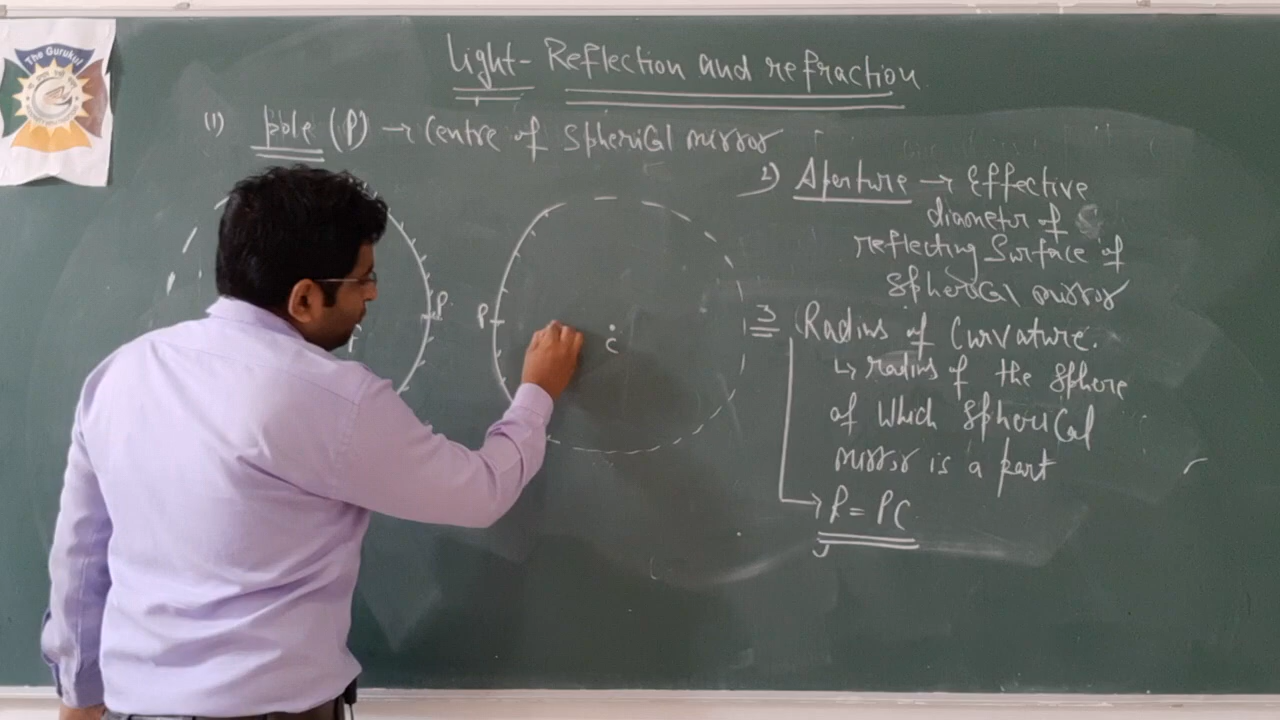 The Gurukul
Light - Reflection and refraction
(1) pole (P) → Centre of Spherical mirror
2) Aperture → Effective
diameter of
reflecting Surface of
Spherical mirror
3 Radius of Curvature.
↳ radius of the Sphere
of which spherical
mirror is a part
→ R = PC
P
P
C